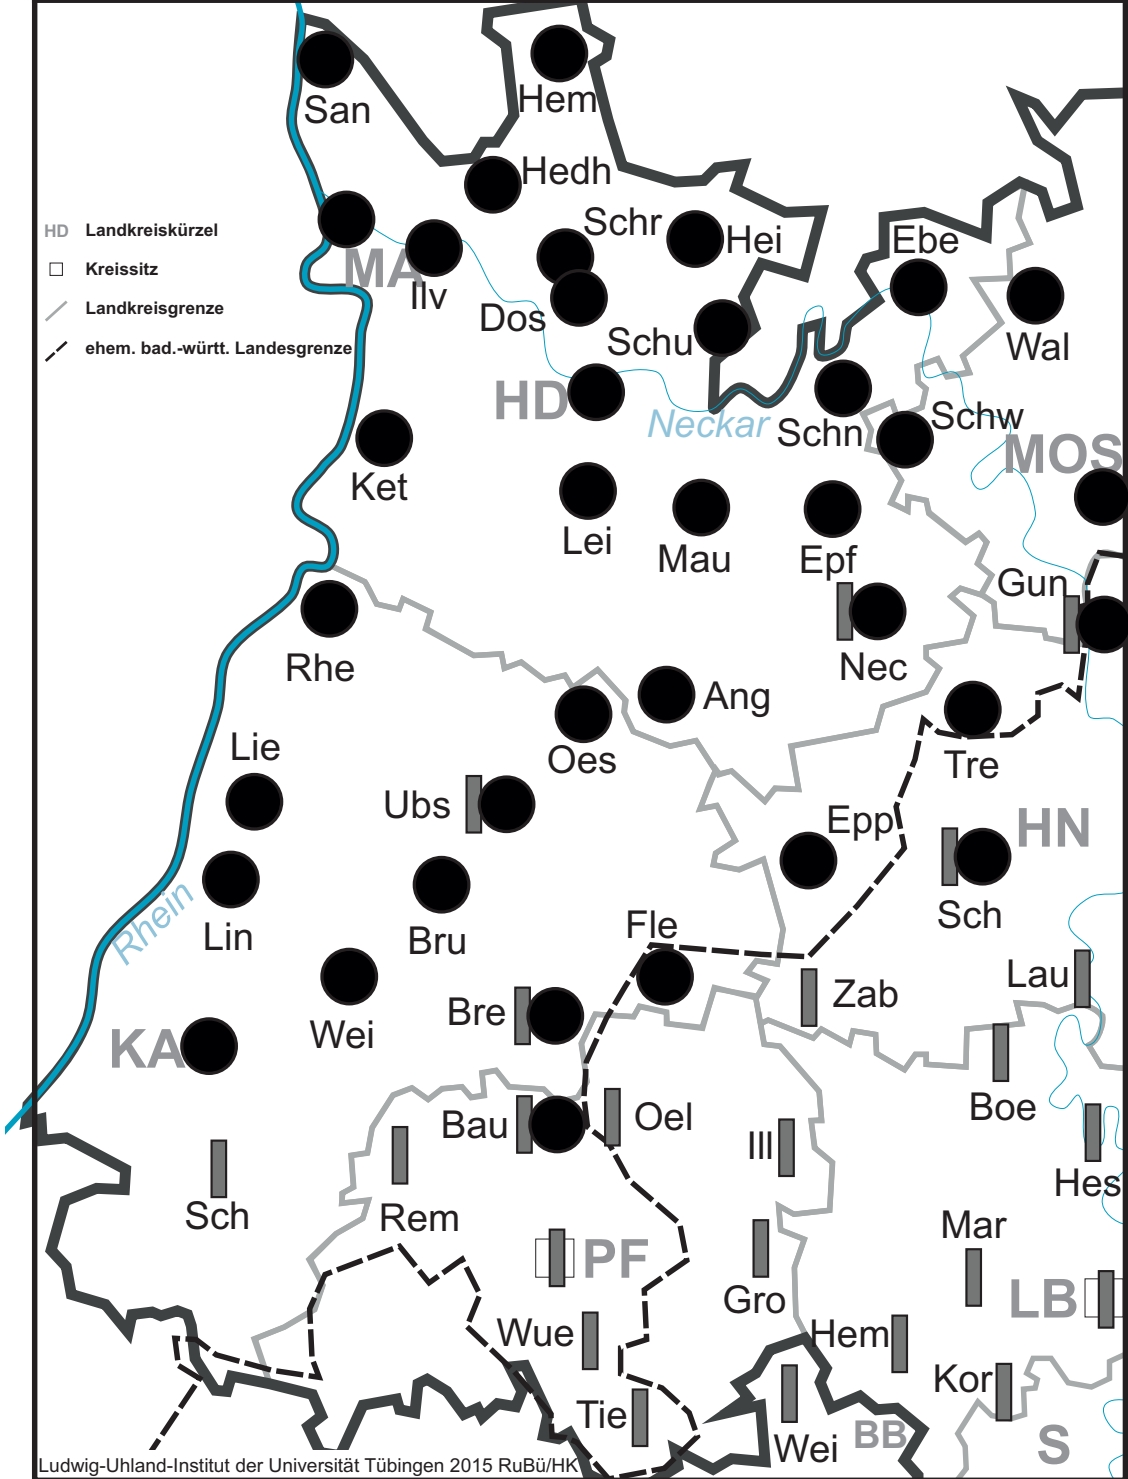 San
Hem
Hedh
Schr
Hei
Ebe
HD Landkreiskürzel
Kreissitz
Landkreisgrenze
ehem. bad.-württ. Landesgrenze
MA
Ilv
Dos
Schu
Wal
HD
Neckar
Schn
Schw
MOS
Ket
Lei
Mau
Epf
Gun
Rhe
Nec
Ang
Oes
Tre
Lie
Ubs
Epp
HN
Rhein
Lin
Bru
Fle
Sch
Lau
Zab
Wei
Bre
KA
Boe
Bau
Oel
Ill
Hes
Sch
Rem
Mar
PF
Gro
LB
Wue
Hem
Kor
Tie
Wei
BB
S
Ludwig-Uhland-Institut der Universität Tübingen 2015 RuBü/HK